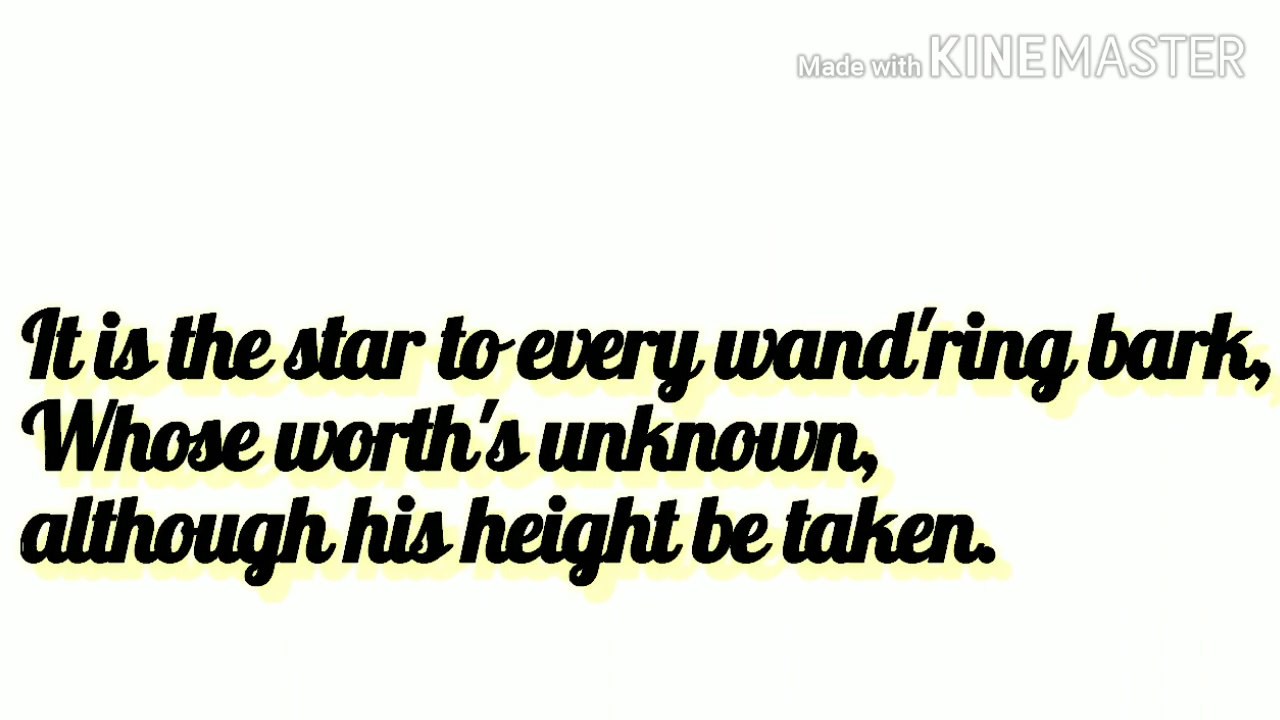 Made with KINEMASTER
It is the star to every wand'ring bark,
Whose worth's unknown,
although his height be taken.